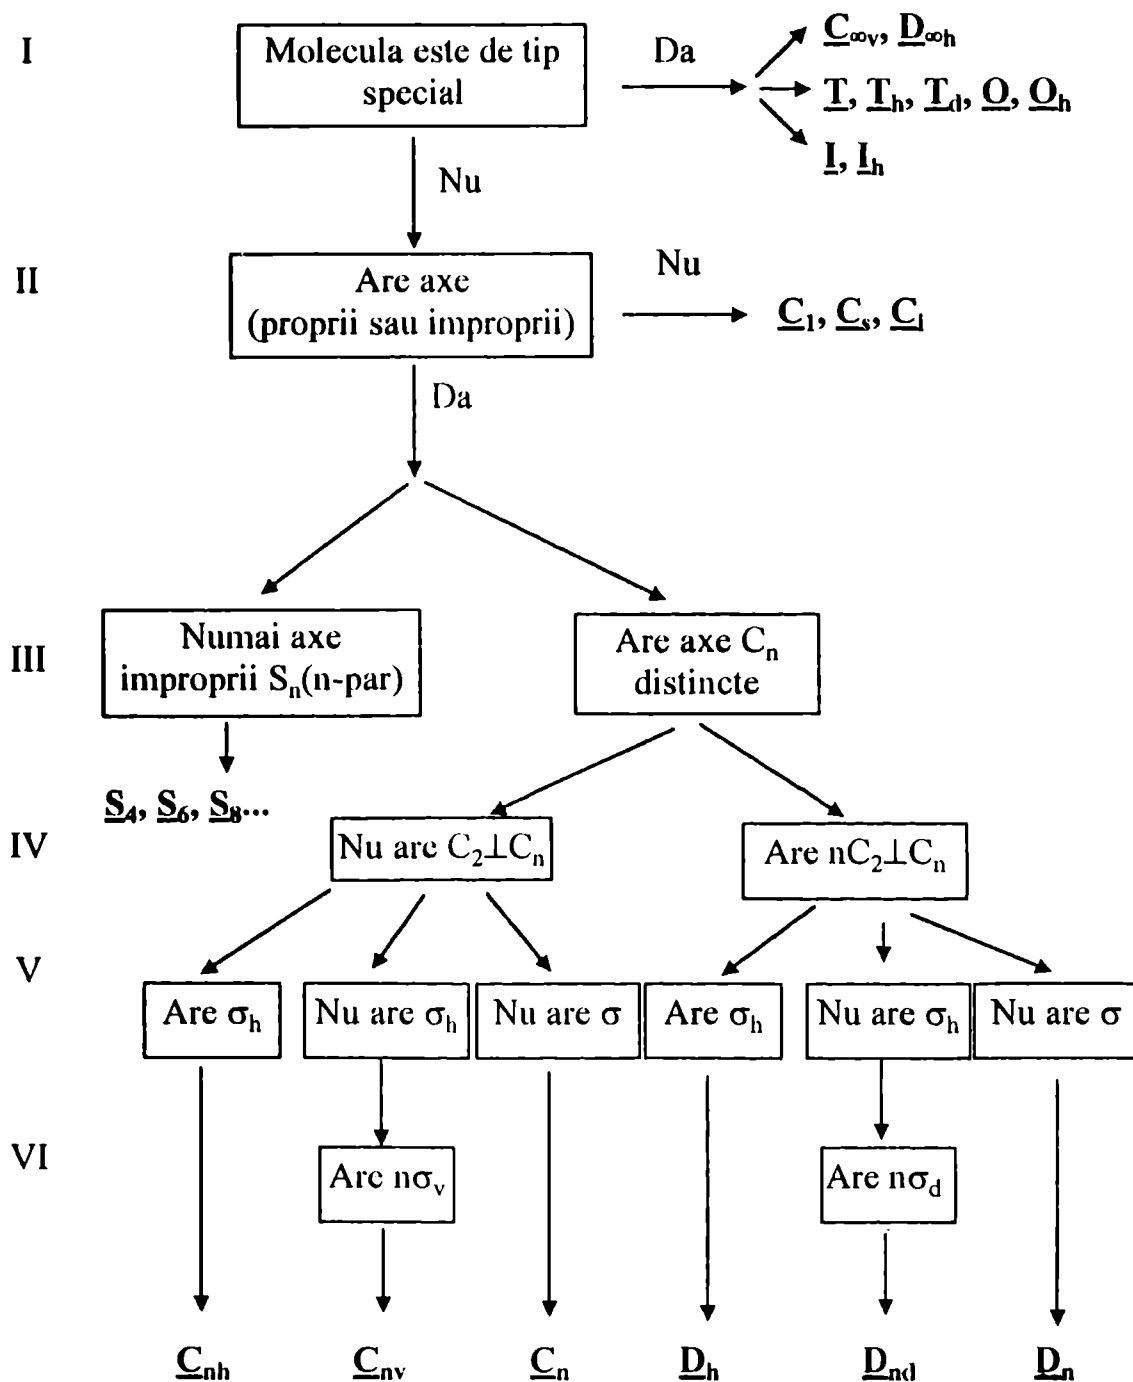 I
Molecula este de tip
special
Da
C∞v, D∞h
T, Th, Td, O, Oh
I, Ih
Nu
II
Are axe
(proprii sau improprii)
Nu
C1, Cs, Ci
Da
III
Numai axe
improprii Sn(n-par)
Are axe Cn
distincte
S4, S6, S8...
IV
Nu are C2⊥Cn
Are nC2⊥Cn
V
Are σh
Nu are σh
Nu are σ
Are σh
Nu are σh
Nu are σ
VI
Are nσv
Are nσd
Cnh
Cnv
Cn
Dh
Dnd
Dn